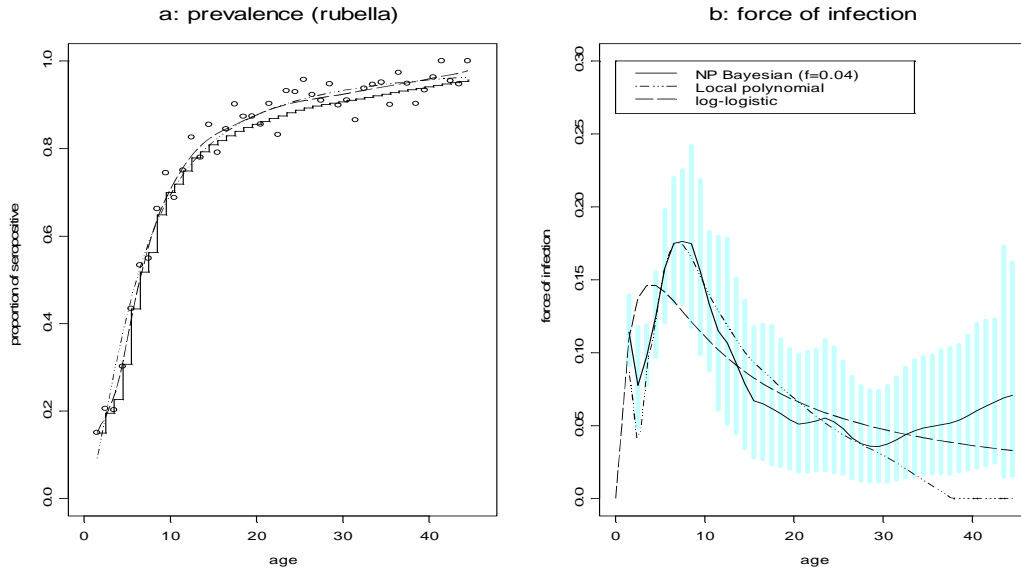 a: prevalence (rubella)
proportion of seropositive
0.0 0.2 0.4 0.6 0.8 1.0
0 10 20 30 40
age
b: force of infection
NP Bayesian (f=0.04)
Local polynomial
log-logistic
force of infection
0.0 0.05 0.10 0.15 0.20 0.25 0.30
0 10 20 30 40
age